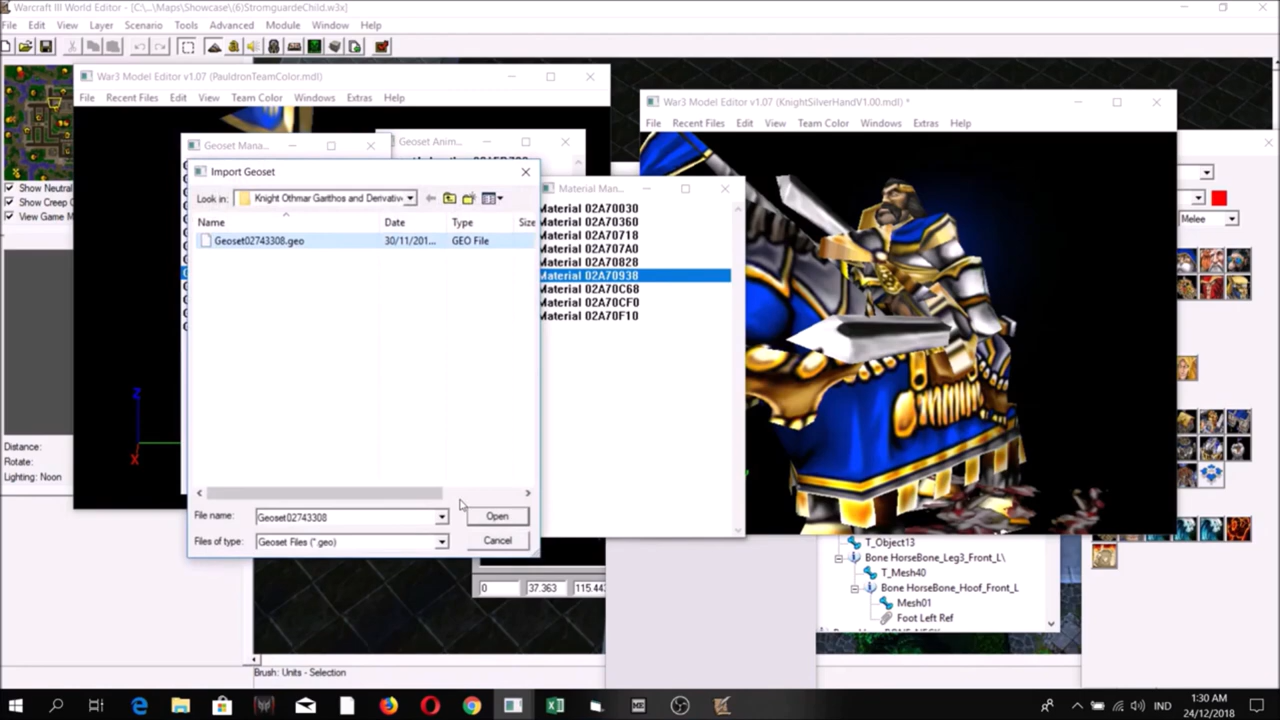 Warcraft III World Editor - [C:\...\Maps\Showcase\(6)StromguardeChild.w3x]
File Edit View Layer Scenario Tools Advanced Module Window Help
War3 Model Editor v1.07 (PauldronTeamColor.mdl)
File Recent Files Edit View Team Color Windows Extras Help
War3 Model Editor v1.07 (KnightSilverHandV1.00.mdl) *
File Recent Files Edit View Team Color Windows Extras Help
Geoset Mana...
Geoset Anim...
Import Geoset
Look in: Knight Othmar Garithos and Derivativ
Name Date Type Size
Geoset02743308.geo 30/11/201... GEO File
File name: Geoset02743308 Open
Files of type: Geoset Files (*.geo) Cancel
Material Man...
Material 02A70030
Material 02A70360
Material 02A70718
Material 02A707A0
Material 02A70828
Material 02A70938
Material 02A70C68
Material 02A70CF0
Material 02A70F10
Show Neutral
Show Creep
View Game M
Melee
Distance:
Rotate:
Lighting: Noon
Z
X
0 37.363 115.44
T_Object13
Bone HorseBone_Leg3_Front_L\
T_Mesh40
Bone HorseBone_Hoof_Front_L
Mesh01
Foot Left Ref
Brush: Units - Selection
ME
IND
1:30 AM
24/12/2018